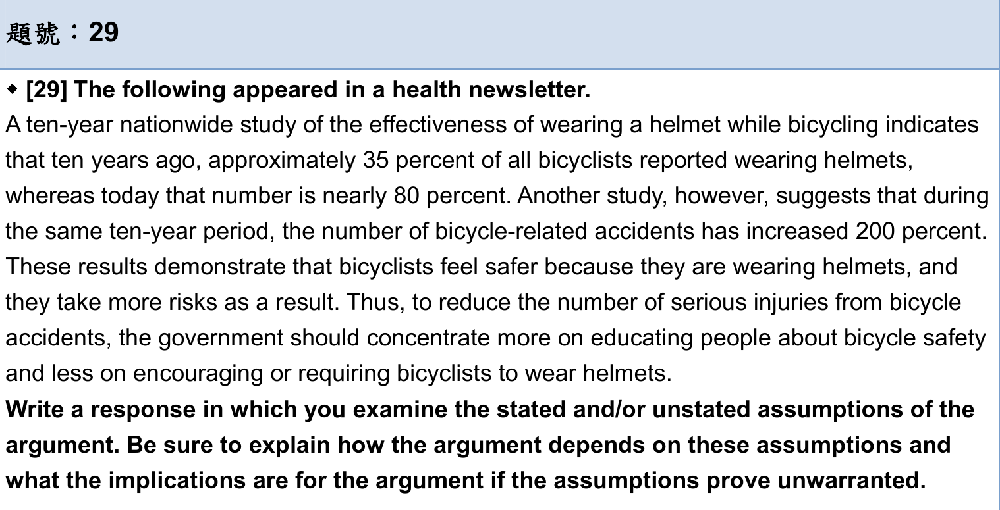 題號：29
◆ [29] The following appeared in a health newsletter.
A ten-year nationwide study of the effectiveness of wearing a helmet while bicycling indicates
that ten years ago, approximately 35 percent of all bicyclists reported wearing helmets,
whereas today that number is nearly 80 percent. Another study, however, suggests that during
the same ten-year period, the number of bicycle-related accidents has increased 200 percent.
These results demonstrate that bicyclists feel safer because they are wearing helmets, and
they take more risks as a result. Thus, to reduce the number of serious injuries from bicycle
accidents, the government should concentrate more on educating people about bicycle safety
and less on encouraging or requiring bicyclists to wear helmets.
Write a response in which you examine the stated and/or unstated assumptions of the
argument. Be sure to explain how the argument depends on these assumptions and
what the implications are for the argument if the assumptions prove unwarranted.